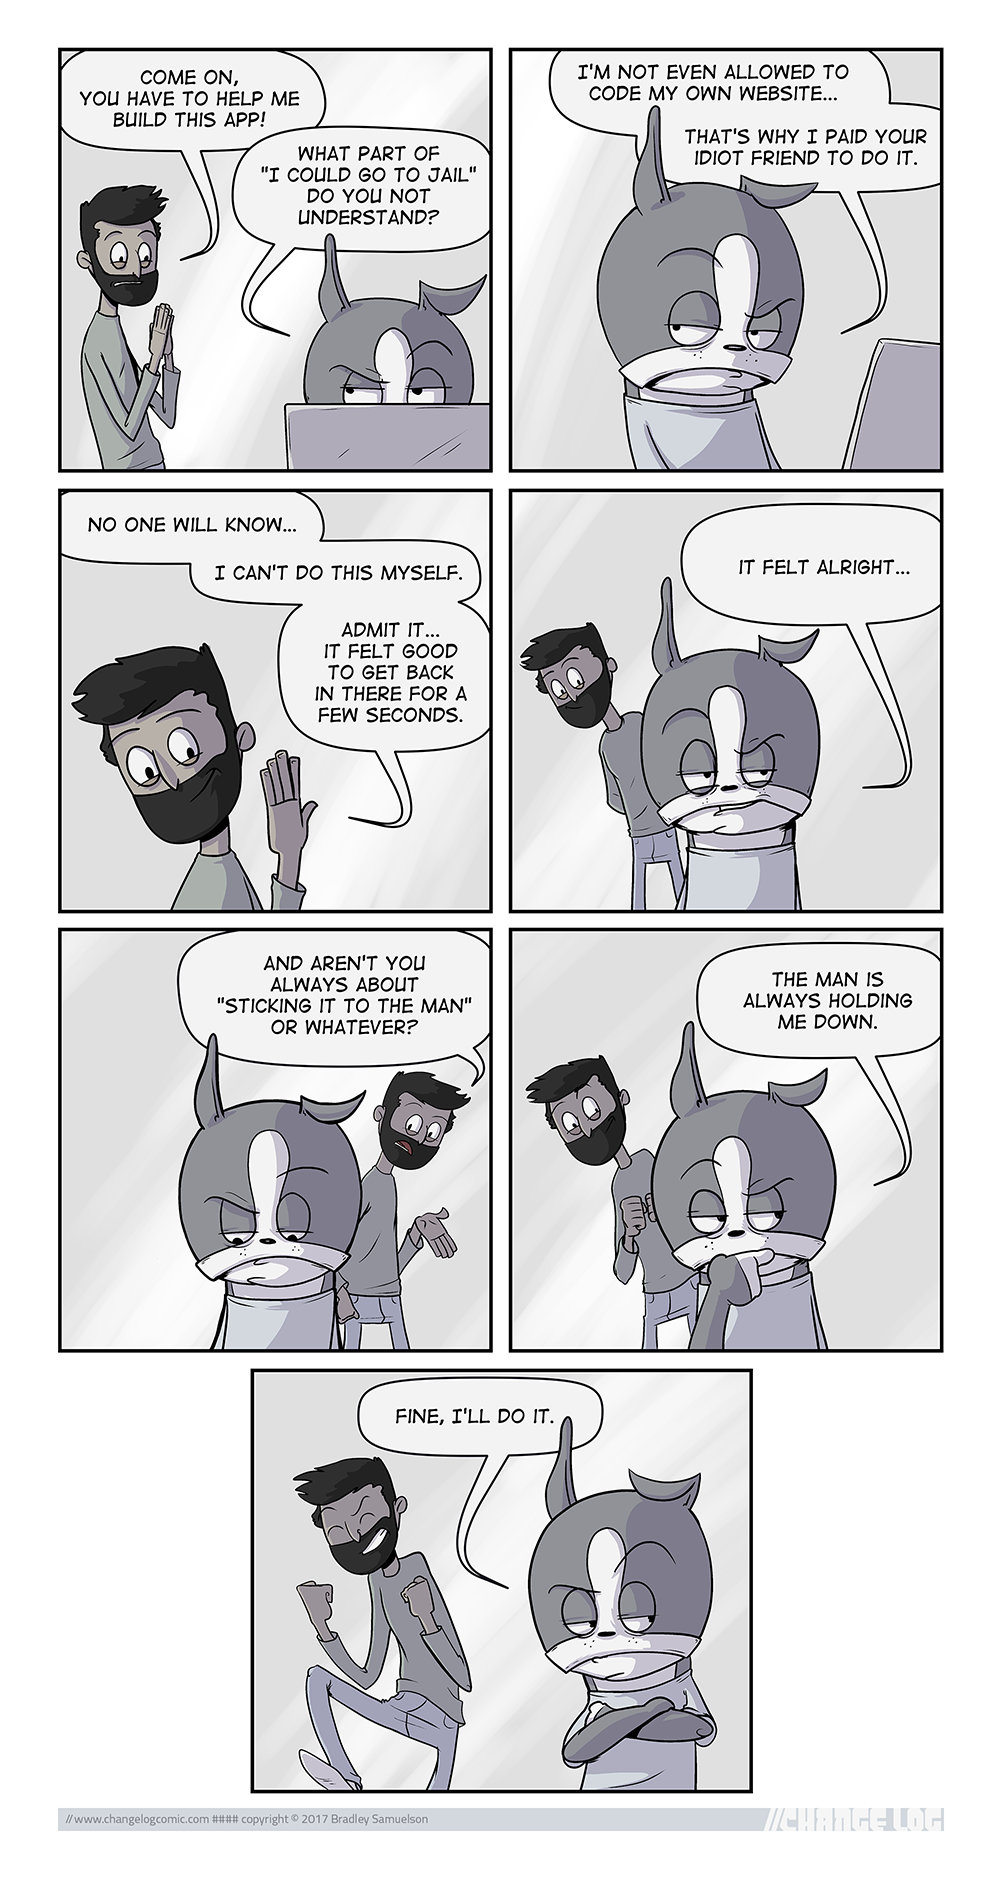 COME ON,
YOU HAVE TO HELP ME
BUILD THIS APP!
WHAT PART OF
"I COULD GO TO JAIL"
DO YOU NOT
UNDERSTAND?
I'M NOT EVEN ALLOWED TO
CODE MY OWN WEBSITE...
THAT'S WHY I PAID YOUR
IDIOT FRIEND TO DO IT.
NO ONE WILL KNOW...
I CAN'T DO THIS MYSELF.
ADMIT IT...
IT FELT GOOD
TO GET BACK
IN THERE FOR A
FEW SECONDS.
IT FELT ALRIGHT...
AND AREN'T YOU
ALWAYS ABOUT
"STICKING IT TO THE MAN"
OR WHATEVER?
THE MAN IS
ALWAYS HOLDING
ME DOWN.
FINE, I'LL DO IT.
// www.changelogcomic.com #### copyright © 2017 Bradley Samuelson
//CHANGE LOG